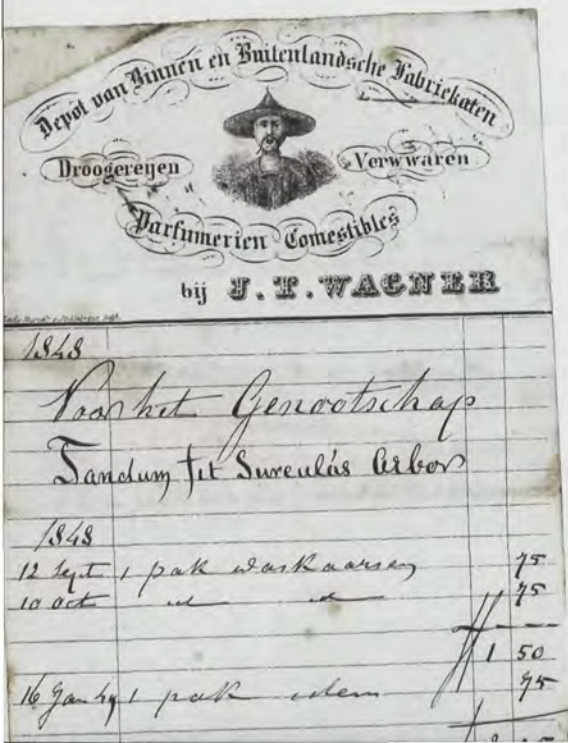 Depot van Binnen en Buitenlandsche Fabriekaten
Droogereyen Verwwaren
Parfumerien Comestibles
bij J. T. WAGNER
1848
Voor het Genootschap
Tandum fit Surculus Arbor
1848
12 Sept 1 pak waskaarsen 75
10 Oct 75
1 50
16 Jan 49 1 pak idem 75